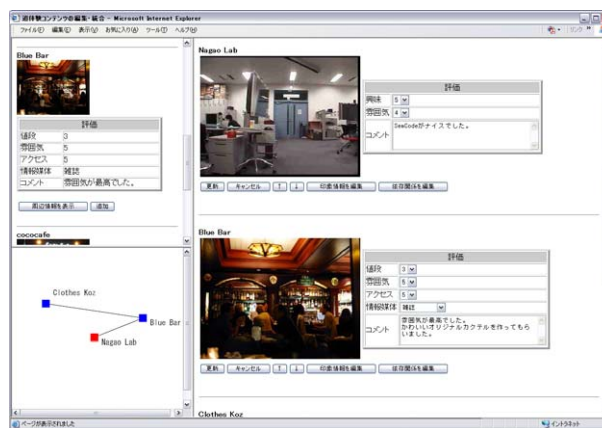 追体験コンテンツの編集・統合 - Microsoft Internet Explorer
ファイル(F) 編集(E) 表示(V) お気に入り(A) ツール(T) ヘルプ(H)
リンク
Blue Bar
評価
値段 3
雰囲気 5
アクセス 5
情報媒体 雑誌
コメント 雰囲気が最高でした。
周辺情報を表示 追加
cococafe
Clothes Koz
Blue Bar
Nagao Lab
Nagao Lab
評価
興味 5
雰囲気 4
コメント SawCodeがナイスでした。
更新 キャンセル ↑ ↓ 印象情報を編集 依存関係を編集
Blue Bar
評価
値段 3
雰囲気 5
アクセス 5
情報媒体 雑誌
コメント 雰囲気が最高でした。
かわいいオリジナルカクテルを作ってもら
いました。
更新 キャンセル ↑ ↓ 印象情報を編集 依存関係を編集
Clothes Koz
ページが表示されました
イントラネット